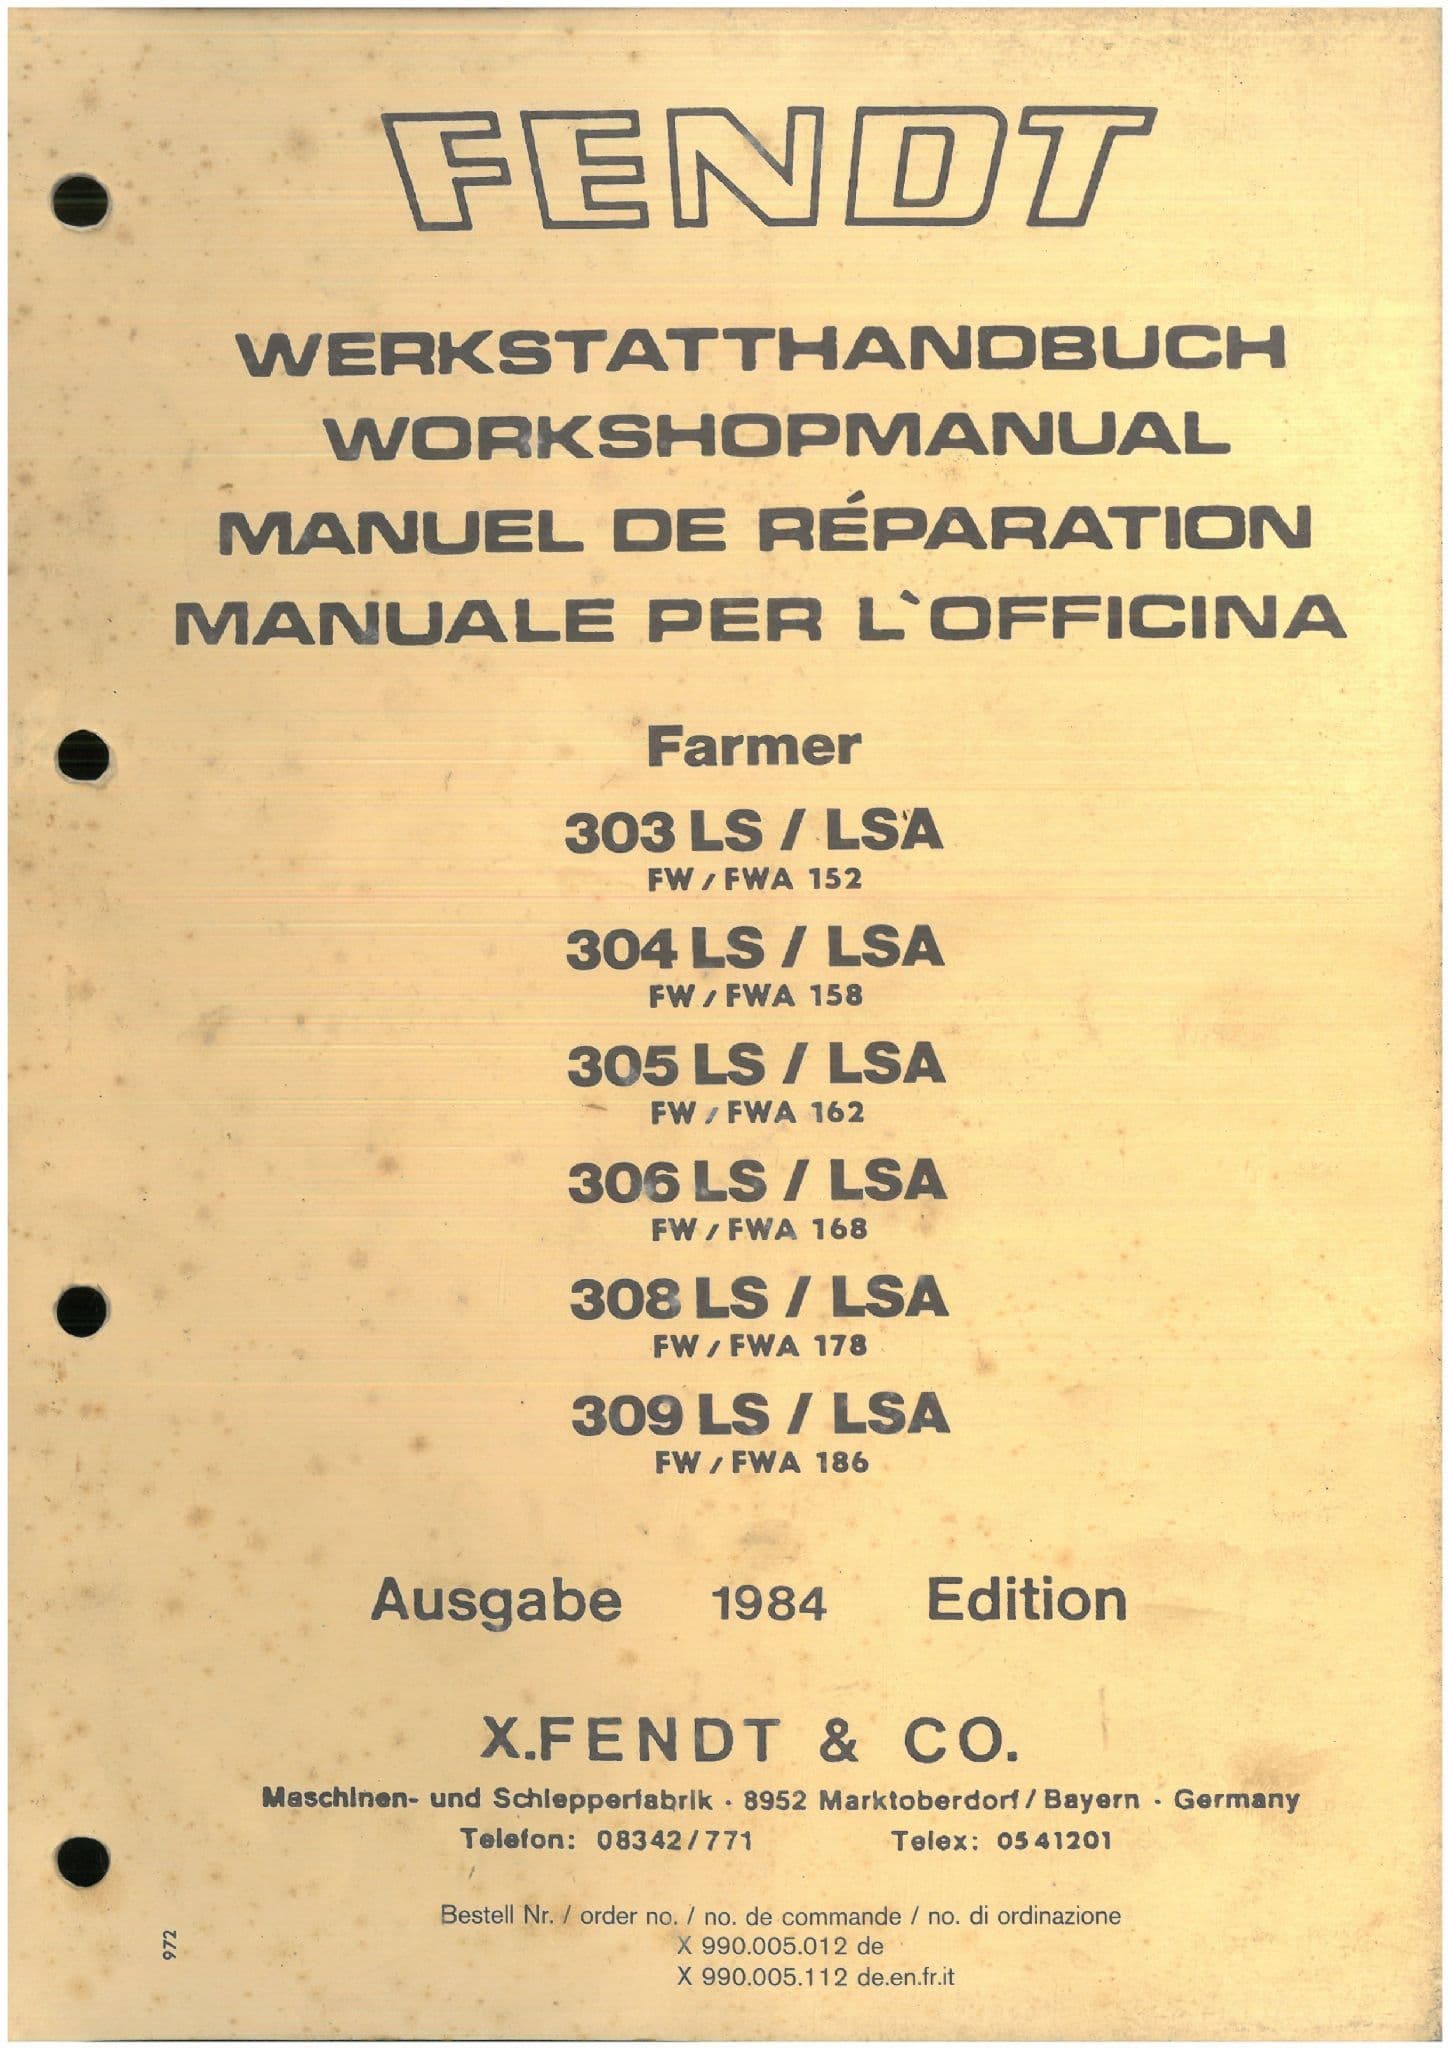 FENDT
WERKSTATTHANDBUCH
WORKSHOPMANUAL
MANUEL DE RÉPARATION
MANUALE PER L`OFFICINA
Farmer
303 LS / LSA
FW / FWA 152
304 LS / LSA
FW / FWA 158
305 LS / LSA
FW / FWA 162
306 LS / LSA
FW / FWA 168
308 LS / LSA
FW / FWA 178
309 LS / LSA
FW / FWA 186
Ausgabe 1984 Edition
X.FENDT & CO.
Maschinen- und Schlepperfabrik · 8952 Marktoberdorf / Bayern · Germany
Telefon: 08342/771 Telex: 0541201
Bestell Nr. / order no. / no. de commande / no. di ordinazione
X 990.005.012 de
X 990.005.112 de.en.fr.it
972